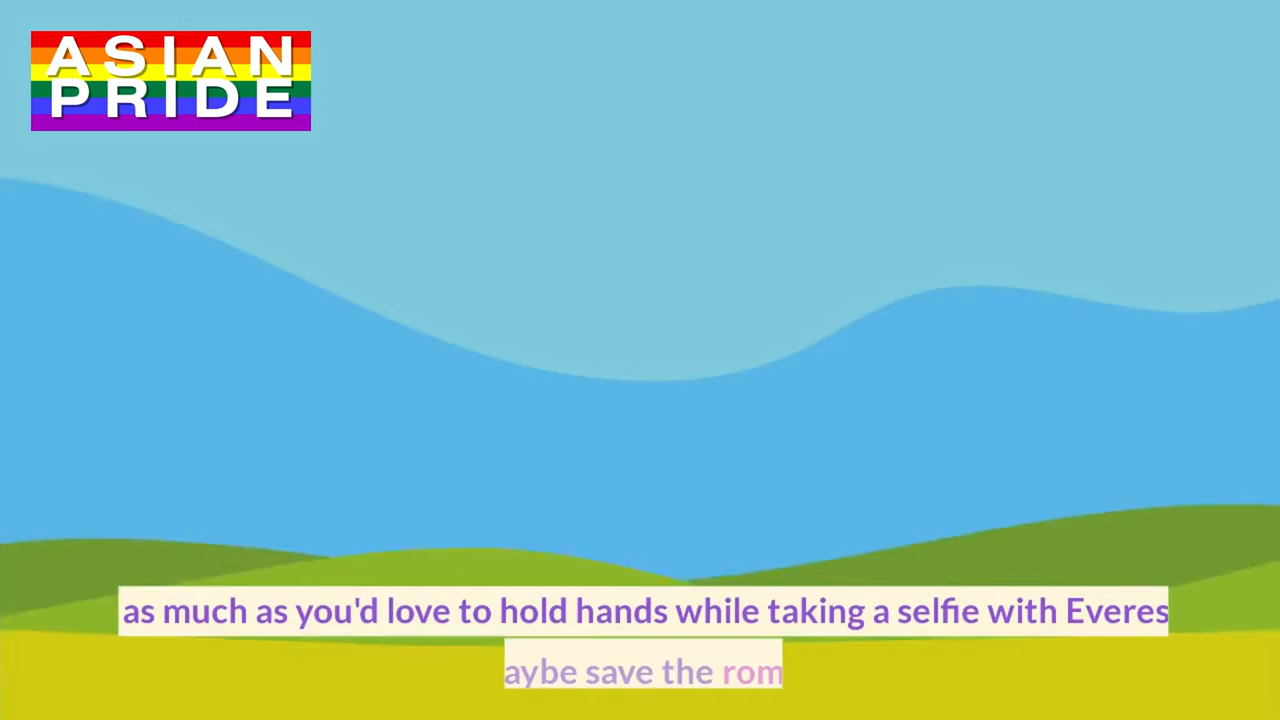 ASIAN
PRIDE
as much as you'd love to hold hands while taking a selfie with Everes
aybe save the rom